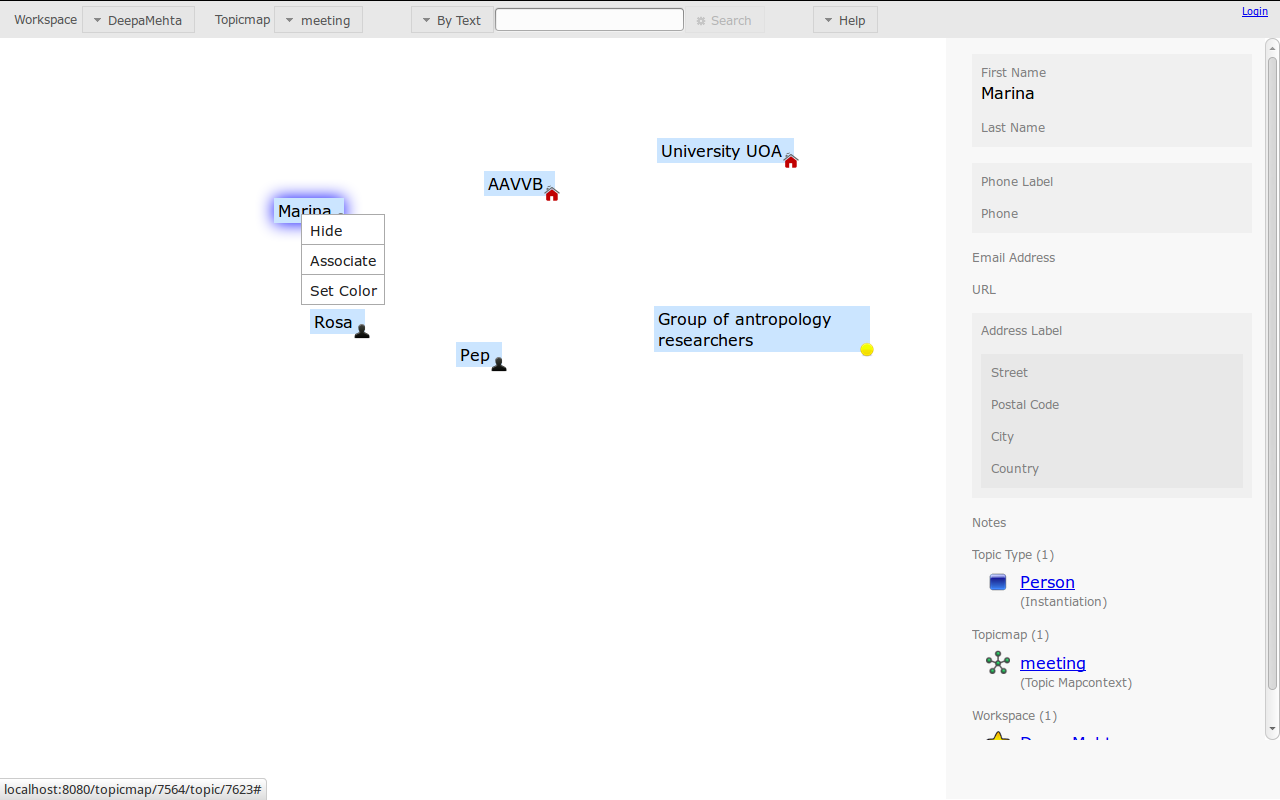 Workspace DeepaMehta Topicmap meeting By Text Search Help Login
University UOA
AAVVB
Marina
Hide
Associate
Set Color
Rosa
Group of antropology
researchers
Pep
First Name
Marina
Last Name
Phone Label
Phone
Email Address
URL
Address Label
Street
Postal Code
City
Country
Notes
Topic Type (1)
Person
(Instantiation)
Topicmap (1)
meeting
(Topic Mapcontext)
Workspace (1)
localhost:8080/topicmap/7564/topic/7623#